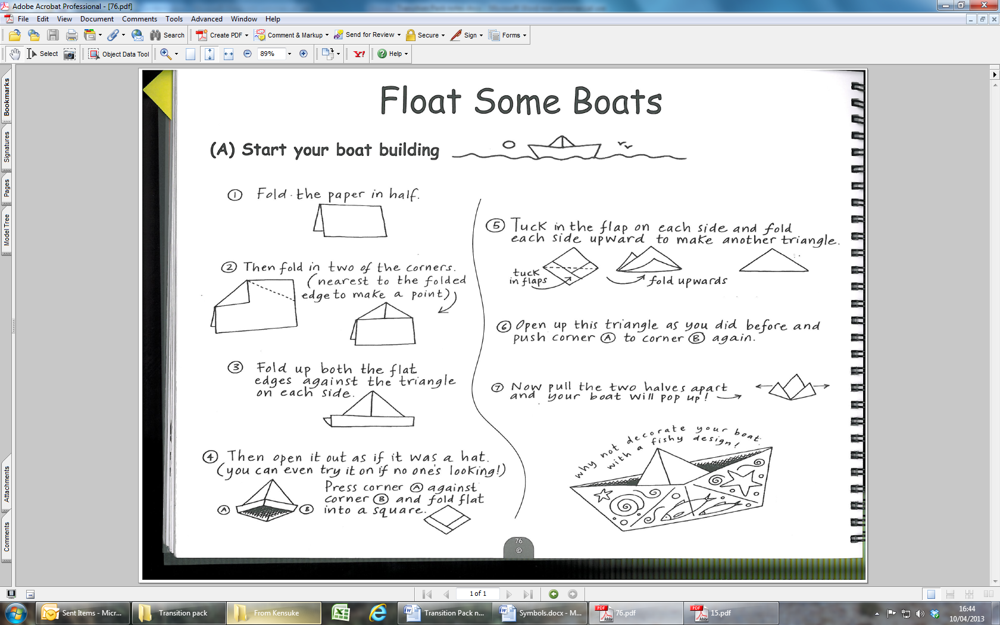 Adobe Acrobat Professional - [76.pdf]
File Edit View Document Comments Tools Advanced Window Help
Search Create PDF Comment & Markup Send for Review Secure Sign Forms
Select Object Data Tool 89% Y! Help
Bookmarks
Signatures
Pages
Model Tree
Attachments
Comments
Float Some Boats
(A) Start your boat building
1 Fold the paper in half.
2 Then fold in two of the corners.
(nearest to the folded
edge to make a point)
3 Fold up both the flat
edges against the triangle
on each side.
4 Then open it out as if it was a hat.
(you can even try it on if no one's looking!)
Press corner A against
corner B and fold flat
into a square.
A B
5 Tuck in the flap on each side and fold
each side upward to make another triangle.
tuck
in flaps
fold upwards
6 Open up this triangle as you did before and
push corner A to corner B again.
7 Now pull the two halves apart
and your boat will pop up!
why not decorate your boat
with a fishy design!
76
©
1 of 1
Sent Items - Micr... Transition pack From Kensuke Transition Pack n... Symbols.docx - M... 76.pdf 15.pdf
16:44
10/04/2013